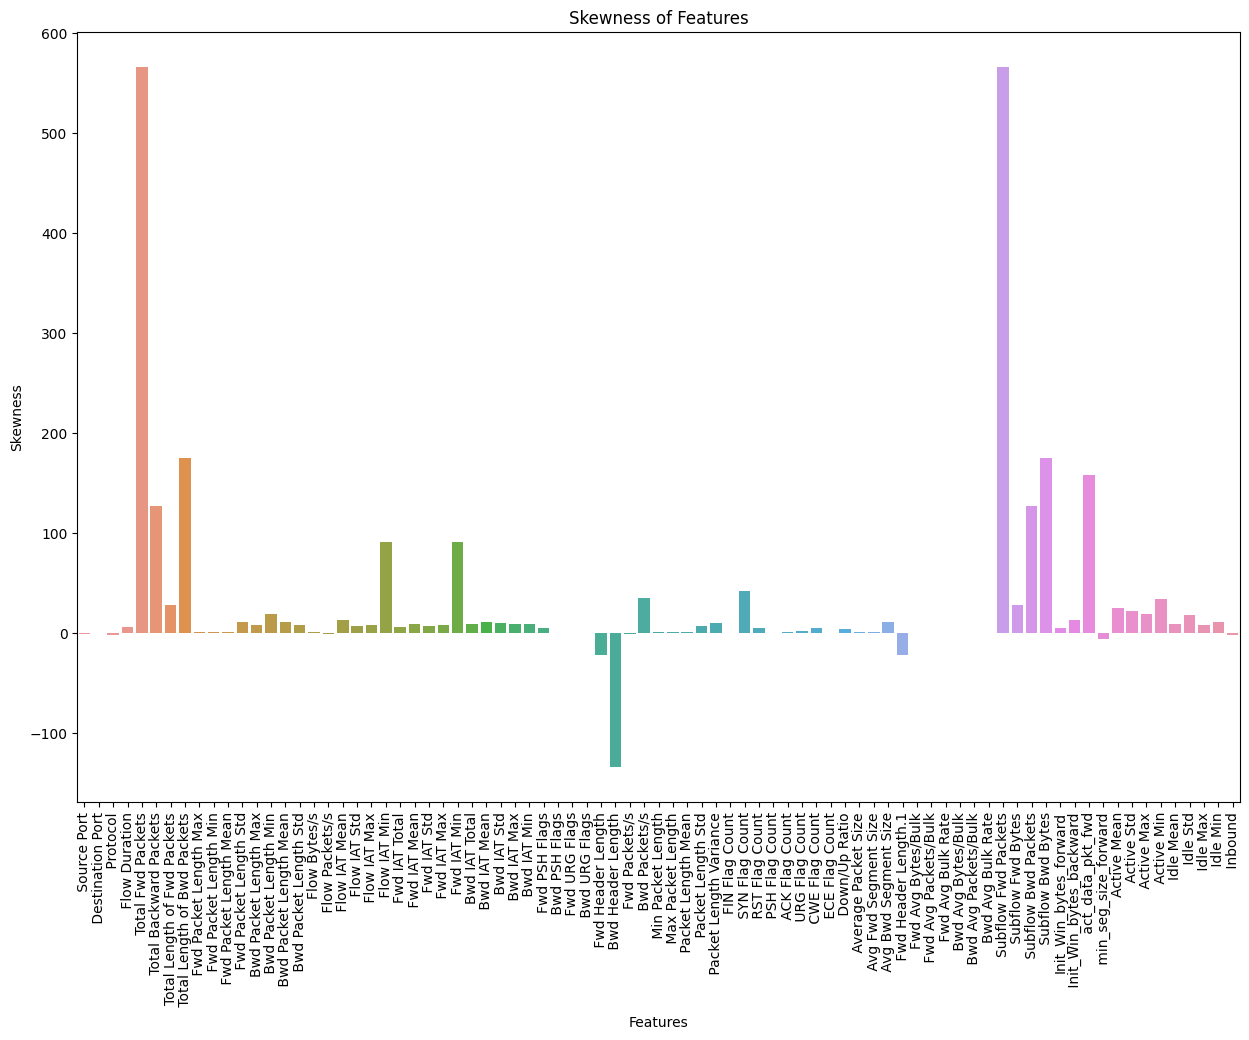 Skewness of Features
600
500
400
300
200
100
0
−100
Skewness
Source Port
Destination Port
Protocol
Flow Duration
Total Fwd Packets
Total Backward Packets
Total Length of Fwd Packets
Total Length of Bwd Packets
Fwd Packet Length Max
Fwd Packet Length Min
Fwd Packet Length Mean
Fwd Packet Length Std
Bwd Packet Length Max
Bwd Packet Length Min
Bwd Packet Length Mean
Bwd Packet Length Std
Flow Bytes/s
Flow Packets/s
Flow IAT Mean
Flow IAT Std
Flow IAT Max
Flow IAT Min
Fwd IAT Total
Fwd IAT Mean
Fwd IAT Std
Fwd IAT Max
Fwd IAT Min
Bwd IAT Total
Bwd IAT Mean
Bwd IAT Std
Bwd IAT Max
Bwd IAT Min
Fwd PSH Flags
Bwd PSH Flags
Fwd URG Flags
Bwd URG Flags
Fwd Header Length
Bwd Header Length
Fwd Packets/s
Bwd Packets/s
Min Packet Length
Max Packet Length
Packet Length Mean
Packet Length Std
Packet Length Variance
FIN Flag Count
SYN Flag Count
RST Flag Count
PSH Flag Count
ACK Flag Count
URG Flag Count
CWE Flag Count
ECE Flag Count
Down/Up Ratio
Average Packet Size
Avg Fwd Segment Size
Avg Bwd Segment Size
Fwd Header Length.1
Fwd Avg Bytes/Bulk
Fwd Avg Packets/Bulk
Fwd Avg Bulk Rate
Bwd Avg Bytes/Bulk
Bwd Avg Packets/Bulk
Bwd Avg Bulk Rate
Subflow Fwd Packets
Subflow Fwd Bytes
Subflow Bwd Packets
Subflow Bwd Bytes
Init_Win_bytes_forward
Init_Win_bytes_backward
act_data_pkt_fwd
min_seg_size_forward
Active Mean
Active Std
Active Max
Active Min
Idle Mean
Idle Std
Idle Max
Idle Min
Inbound
Features